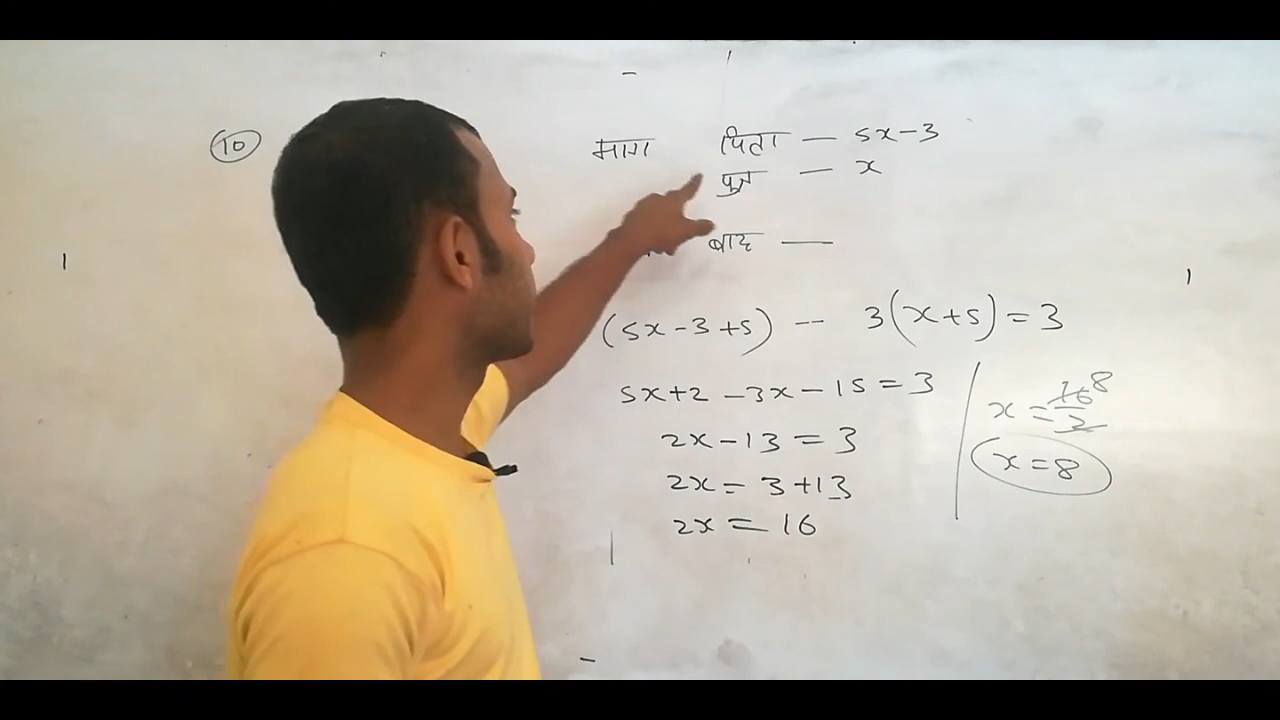 10
माना पिता — 5x-3
पुत्र — x
बाद —
(5x-3+5) -- 3(x+5)=3
5x+2-3x-15=3
2x-13=3
2x=3+13
2x=16
x=16/2 8
x=8